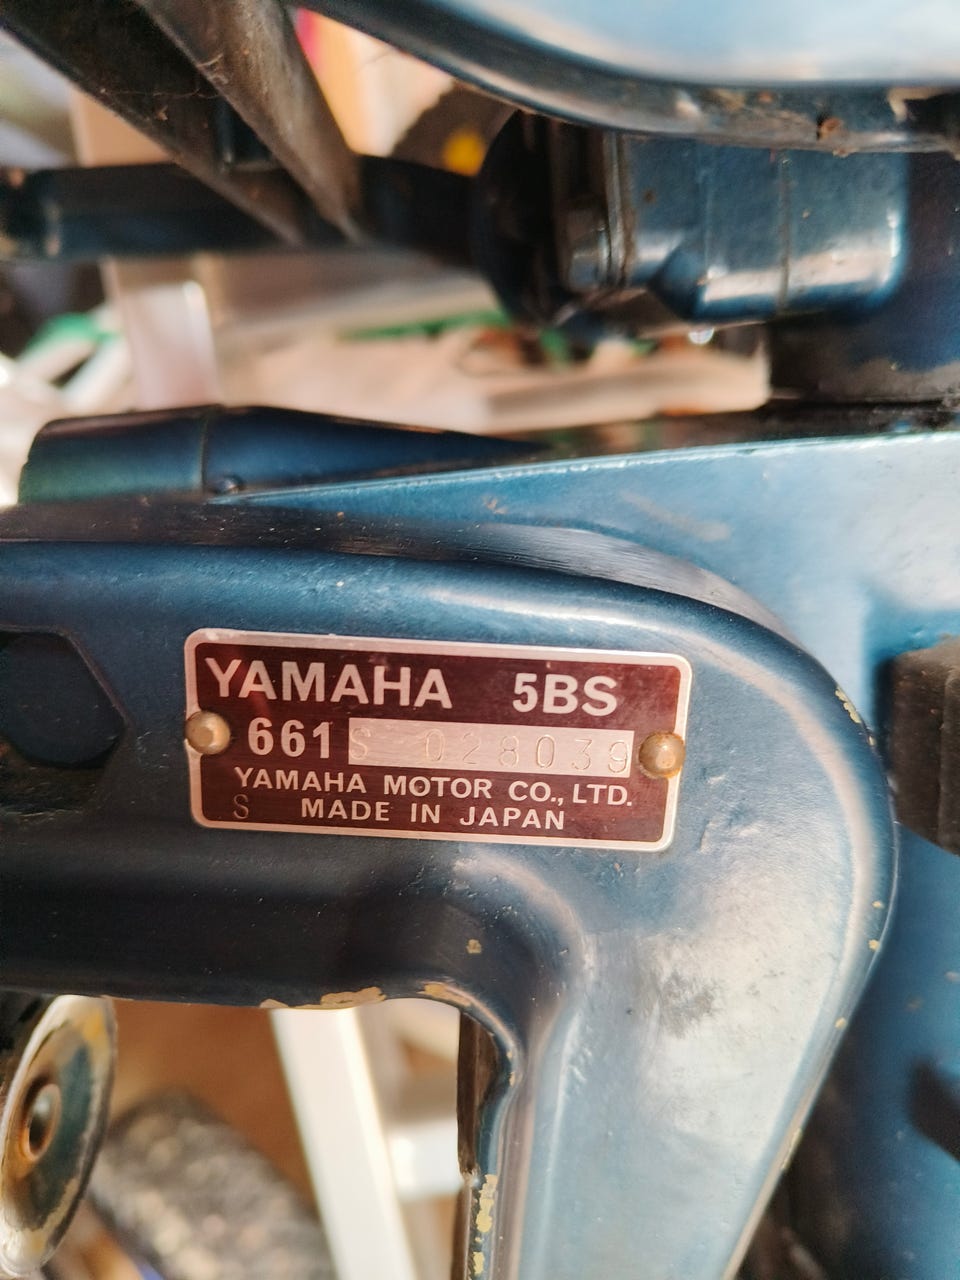 YAMAHA 5BS
661 S 028039
YAMAHA MOTOR CO., LTD.
S MADE IN JAPAN